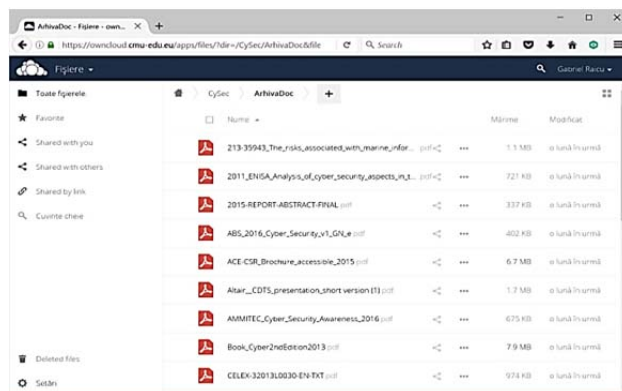 ArhivaDoc - Fișiere - own...
https://owncloud.cmu-edu.eu/apps/files/?dir=/CySec/ArhivaDoc&file
Search
Fișiere
Gabriel Raicu
Toate fișierele
CySec
ArhivaDoc
+
Favorite
Nume
Mărime
Modificat
Shared with you
213-35943_The_risks_associated_with_marine_infor... pdf
1.1 MB
o lună în urmă
Shared with others
2011_ENISA_Analysis_of_cyber_security_aspects_in_t... pdf
721 KB
o lună în urmă
Shared by link
2015-REPORT-ABSTRACT-FINAL.pdf
337 KB
o lună în urmă
Cuvinte cheie
ABS_2016_Cyber_Security_v1_GN_e.pdf
402 KB
o lună în urmă
ACE-CSR_Brochure_accessible_2015.pdf
6.7 MB
o lună în urmă
Altair__CDTS_presentation_short version (1).pdf
1.2 MB
o lună în urmă
AMMITEC_Cyber_Security_Awareness_2016.pdf
675 KB
o lună în urmă
Book_Cyber2ndEdition2013.pdf
7.9 MB
o lună în urmă
Deleted files
CELEX-32013L0030-EN-TXT.pdf
974 KB
o lună în urmă
Setări